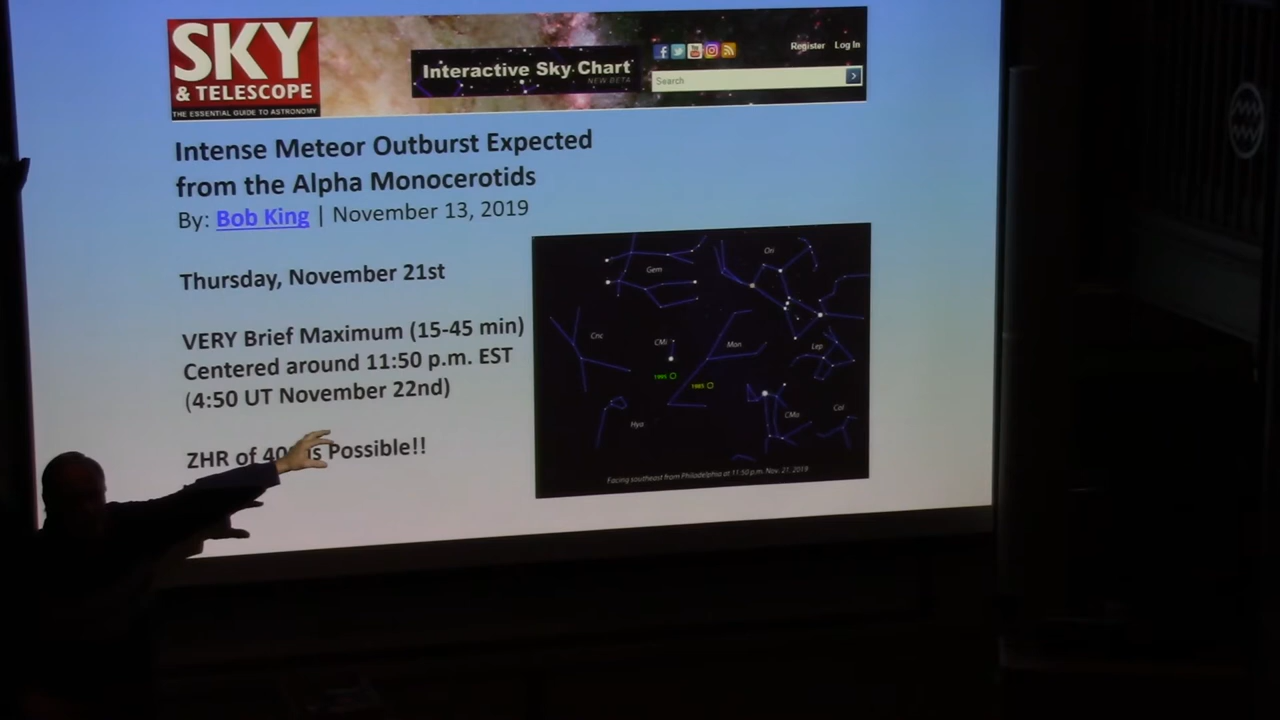 SKY
& TELESCOPE
THE ESSENTIAL GUIDE TO ASTRONOMY
Interactive Sky Chart
NEW BETA
Register Log In
Search
Intense Meteor Outburst Expected
from the Alpha Monocerotids
By: Bob King | November 13, 2019
Thursday, November 21st
VERY Brief Maximum (15-45 min)
Centered around 11:50 p.m. EST
(4:50 UT November 22nd)
ZHR of 40 is Possible!!
Gem
Ori
Cnc
CMi
Mon
Lep
1995
Hya
CMa
Col
Facing southeast from Philadelphia at 11:50 p.m. Nov. 21, 2019